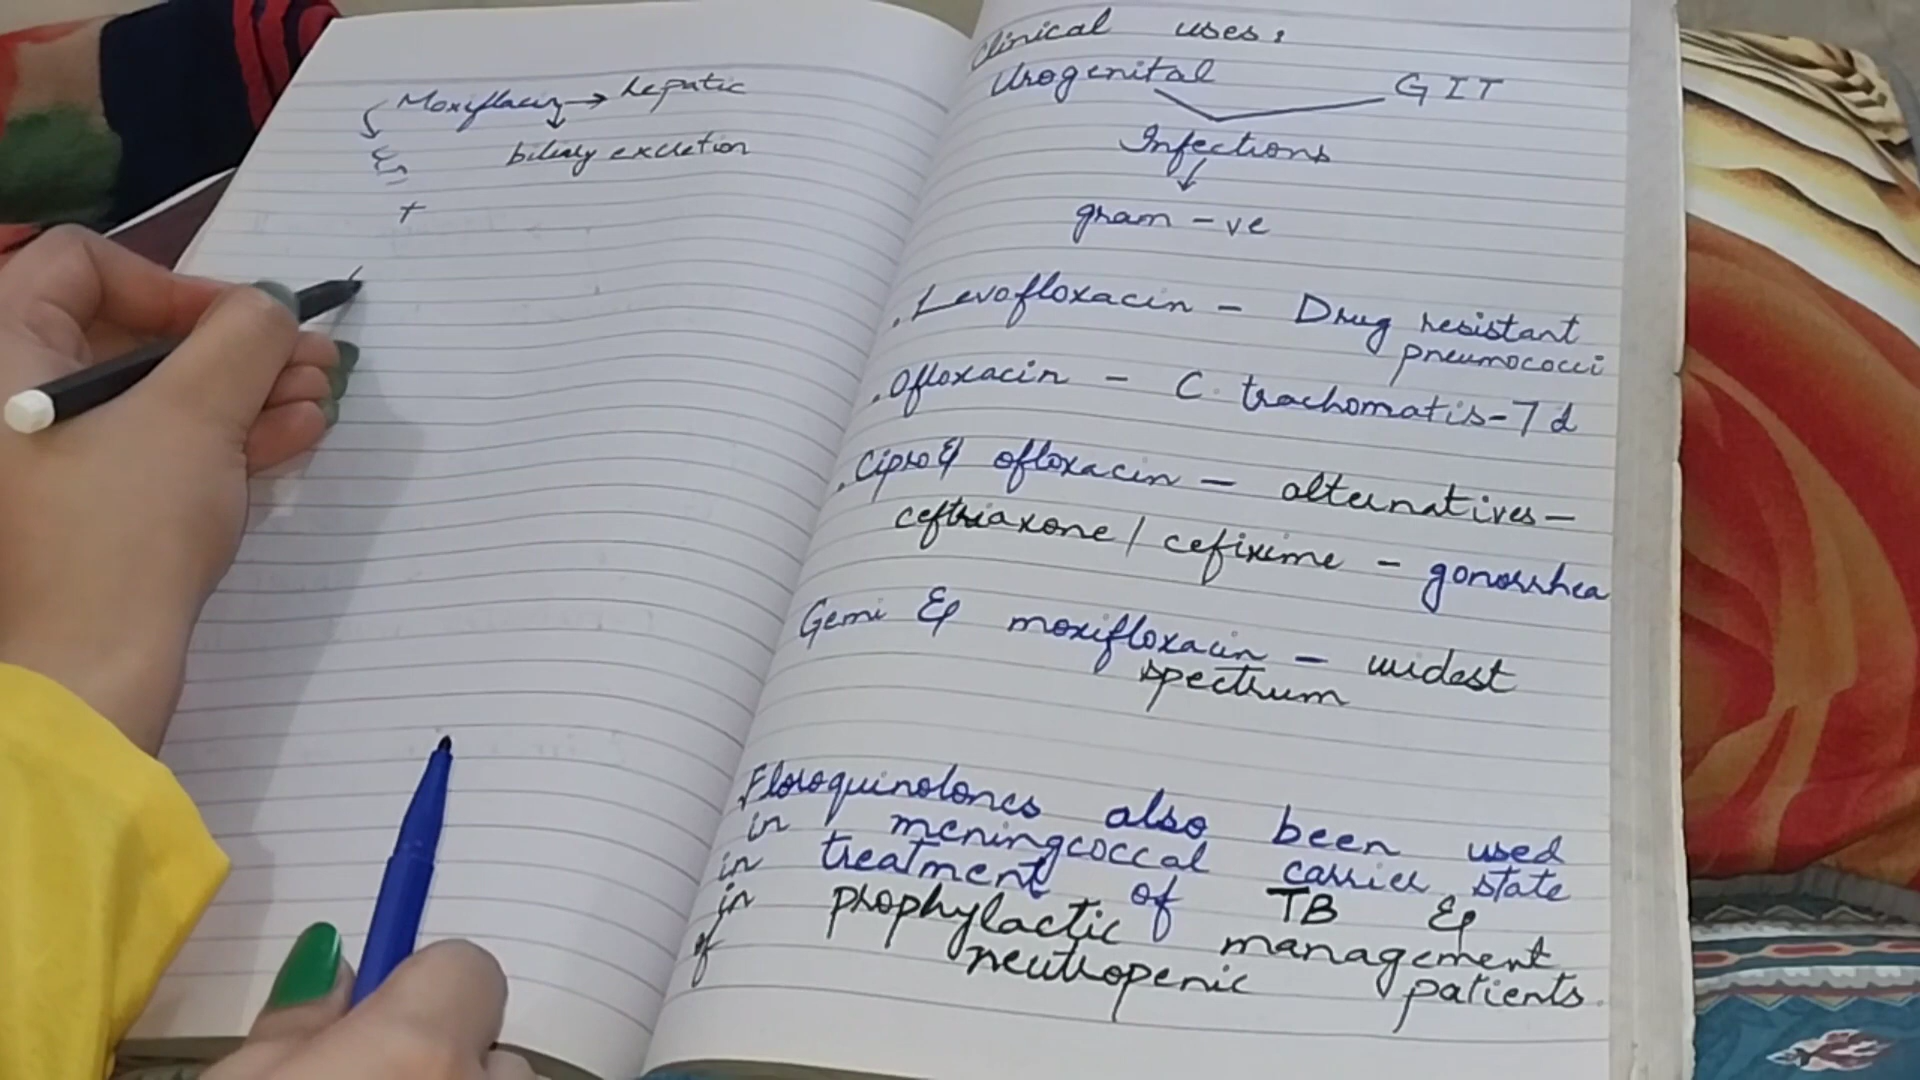 Moxiflacin → hepatic
biliary excretion
+
Clinical uses:
Urogenital GIT
Infections
gram -ve
. Levofloxacin - Drug resistant
pneumococci
. Ofloxacin - C. trachomatis-7d
. Cipro & ofloxacin - alternatives-
ceftriaxone / cefixime - gonorrhea
Gemi & moxifloxacin - widest
spectrum
Floroquinolones also been used
in meningcoccal carrier state
in treatment of TB &
in prophylactic management
of neutropenic patients.